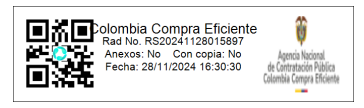 Colombia Compra Eficiente
Rad No. RS20241128015897
Anexos: No Con copia: No
Fecha: 28/11/2024 16:30:30
Agencia Nacional
de Contratación Pública
Colombia Compra Eficiente